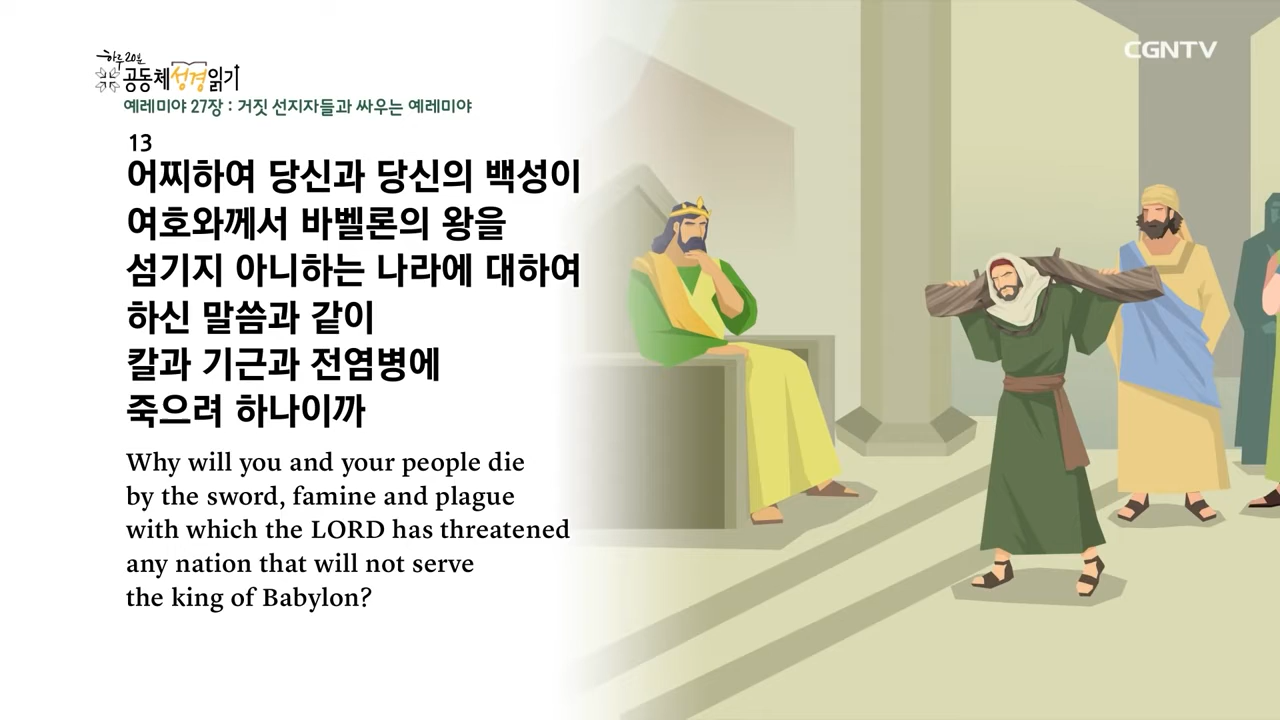 하루 20분
공동체성경읽기
CGNTV
예레미야 27장 : 거짓 선지자들과 싸우는 예레미야
13
어찌하여 당신과 당신의 백성이
여호와께서 바벨론의 왕을
섬기지 아니하는 나라에 대하여
하신 말씀과 같이
칼과 기근과 전염병에
죽으려 하나이까
Why will you and your people die
by the sword, famine and plague
with which the LORD has threatened
any nation that will not serve
the king of Babylon?